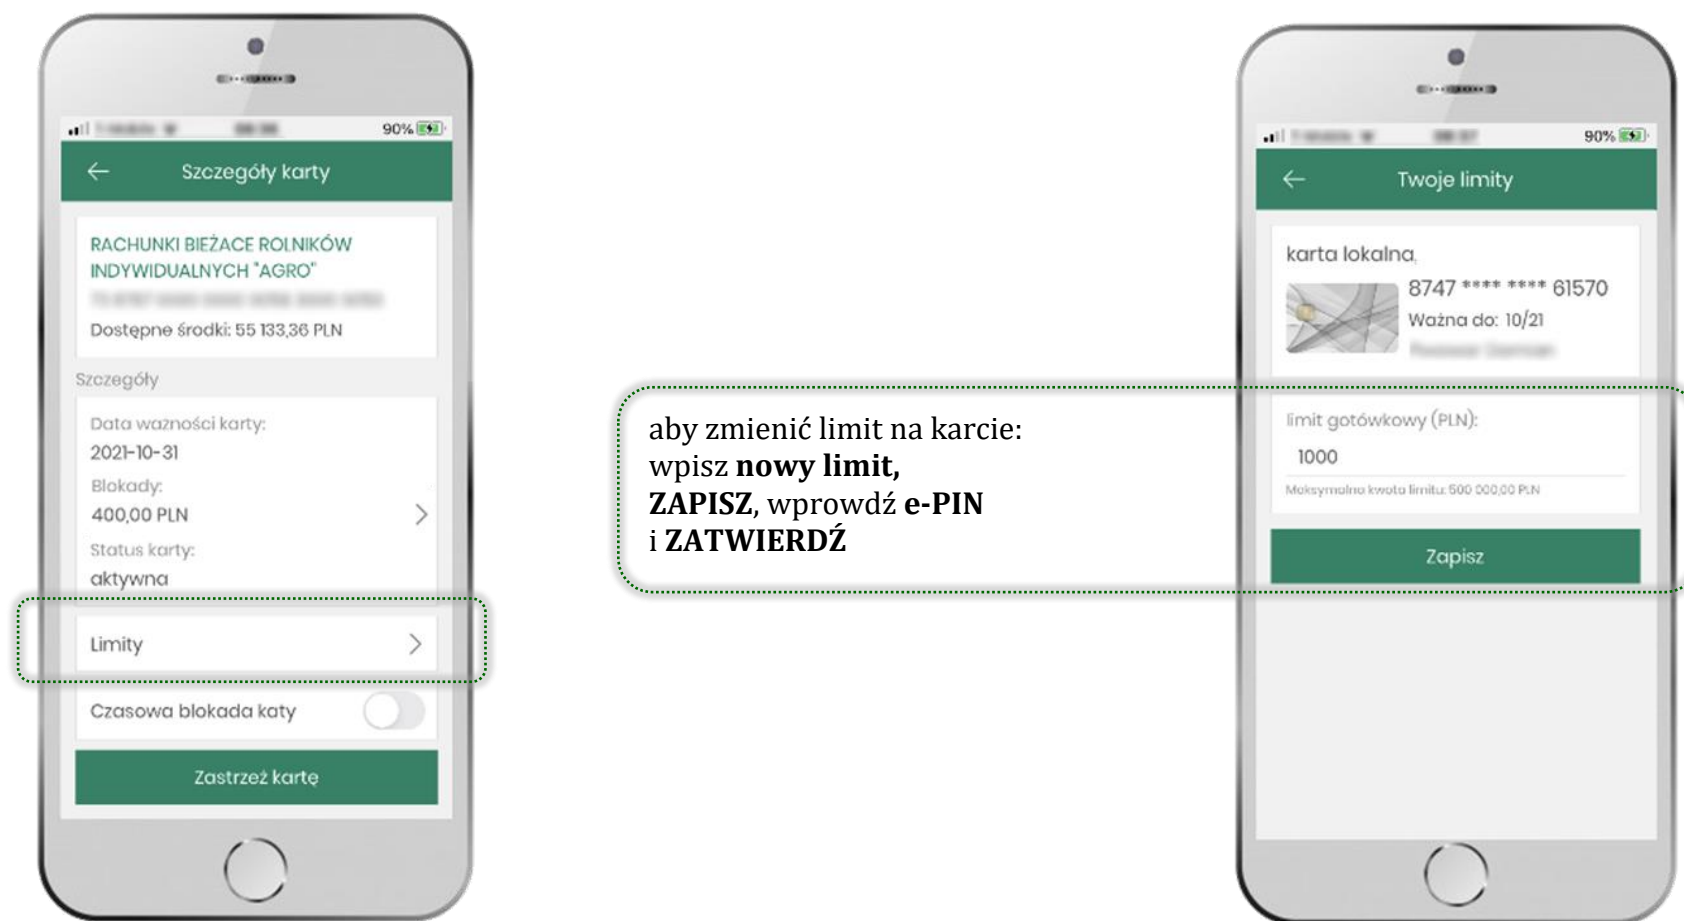 90%
Szczegóły karty
RACHUNKI BIEŻACE ROLNIKÓW
INDYWIDUALNYCH "AGRO"
Dostępne środki: 55 133,36 PLN
Szczegóły
Data ważności karty:
2021-10-31
Blokady:
400,00 PLN
Status karty:
aktywna
Limity
Czasowa blokada katy
Zastrzeż kartę
aby zmienić limit na karcie:
wpisz nowy limit,
ZAPISZ, wprowdź e-PIN
i ZATWIERDŹ
90%
Twoje limity
karta lokalna,
8747 **** **** 61570
Ważna do: 10/21
limit gotówkowy (PLN):
1000
Maksymalna kwota limitu: 500 000,00 PLN
Zapisz